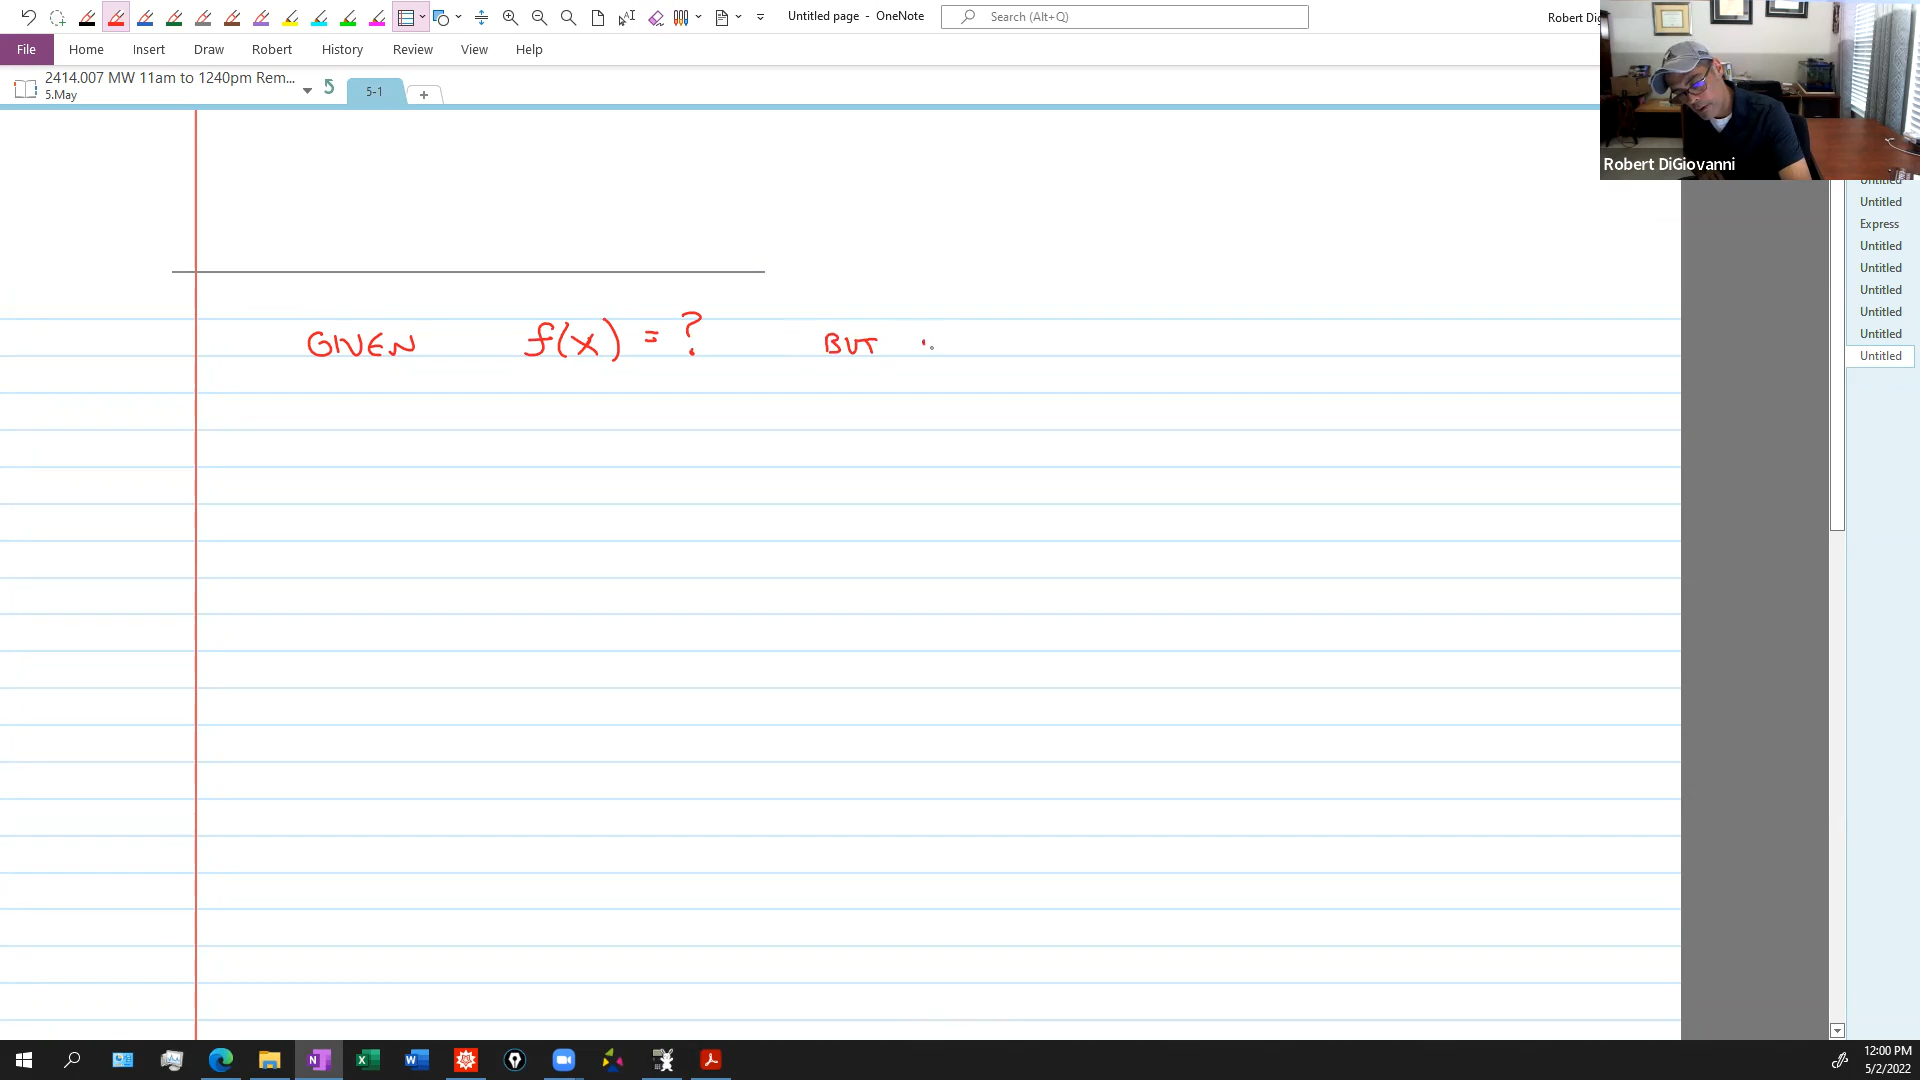 Untitled page - OneNote
Search (Alt+Q)
File Home Insert Draw Robert History Review View Help
2414.007 MW 11am to 1240pm Rem...
5.May
5-1
Robert DiGiovanni
Untitled
Untitled
Express
Untitled
Untitled
Untitled
Untitled
Untitled
Untitled
GIVEN f(x) = ? BUT
12:00 PM
5/2/2022